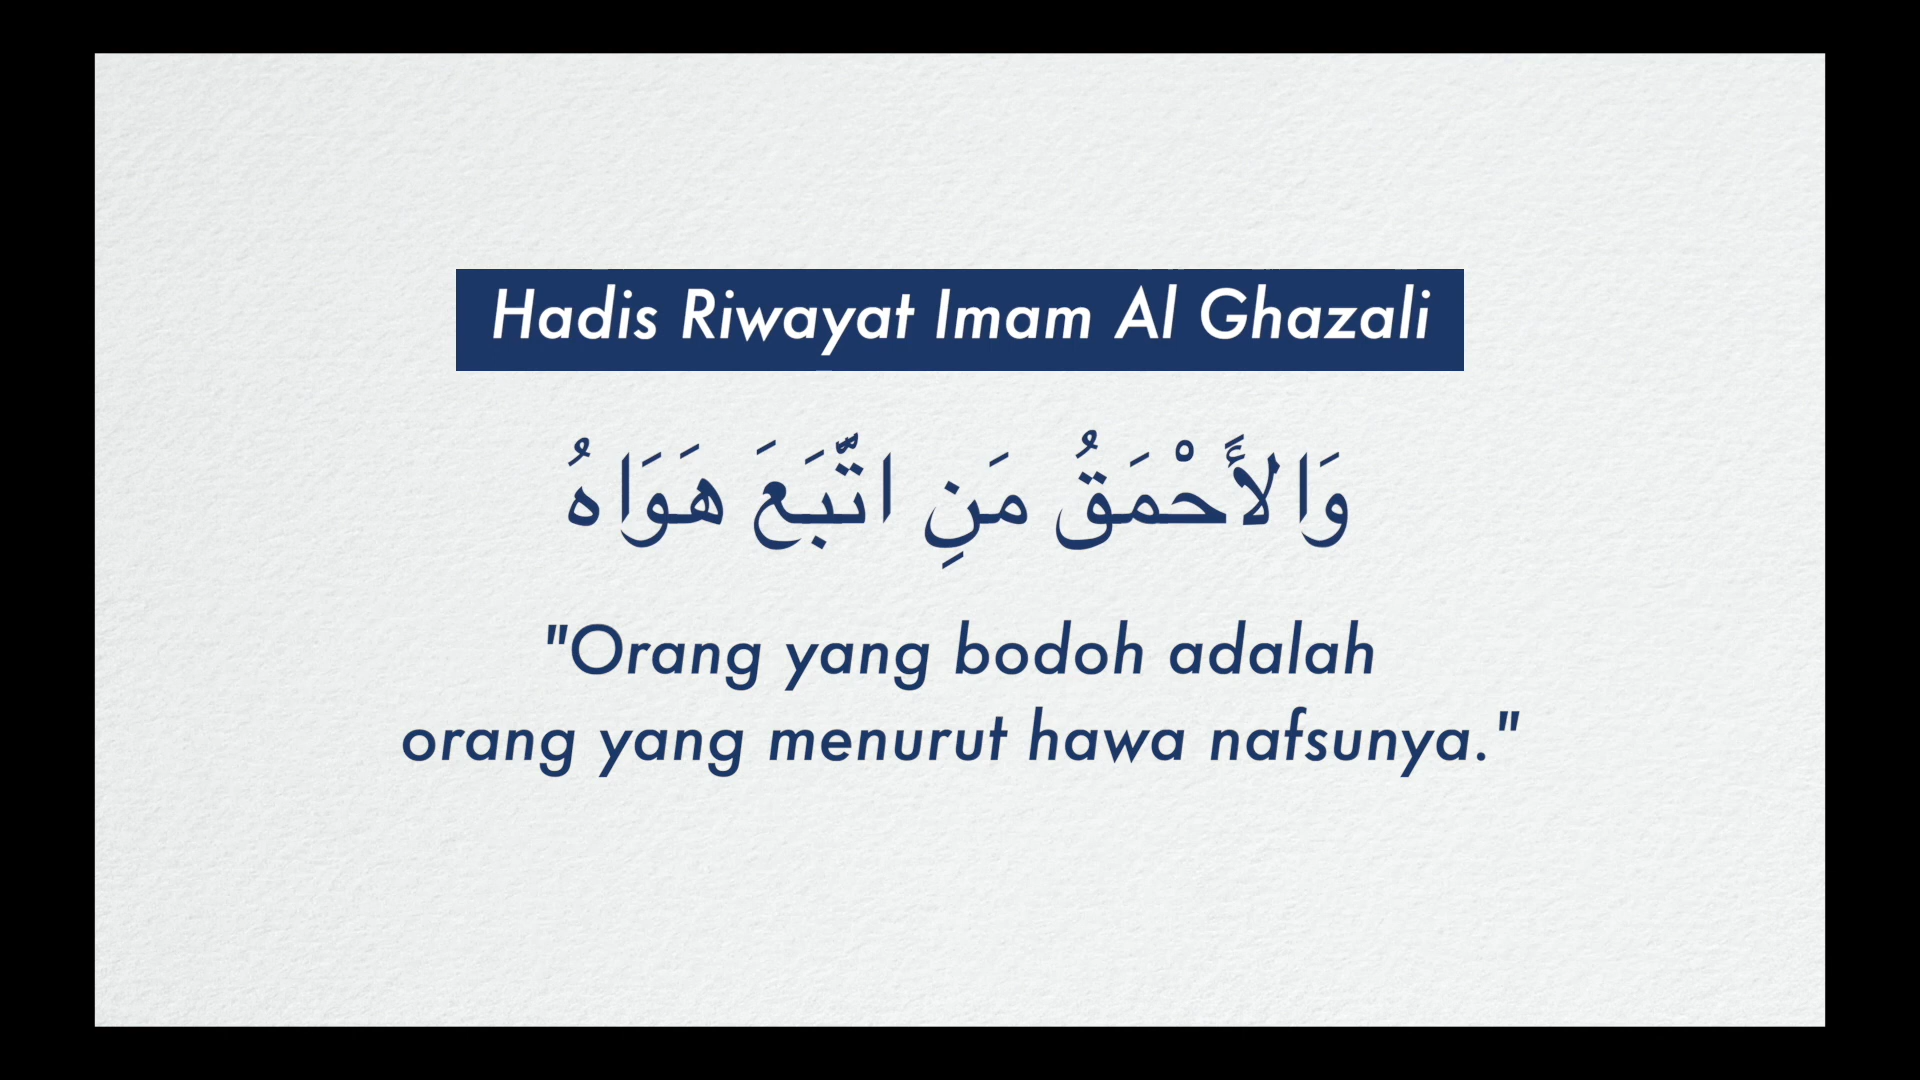 Hadis Riwayat Imam Al Ghazali
وَالأَحْمَقُ مَنِ اتَّبَعَ هَوَاهُ
"Orang yang bodoh adalah
orang yang menurut hawa nafsunya."